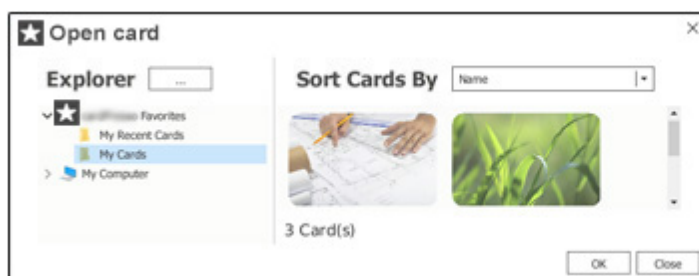 Open card
Explorer ...
Favorites
My Recent Cards
My Cards
My Computer
Sort Cards By Name
3 Card(s)
OK Close